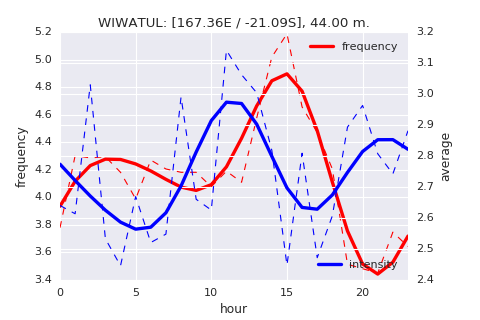 WIWATUL: [167.36E / -21.09S], 44.00 m.
5.2
5.0
4.8
4.6
4.4
4.2
4.0
3.8
3.6
3.4
frequency
3.2
3.1
3.0
2.9
2.8
2.7
2.6
2.5
2.4
average
frequency
intensity
0 5 10 15 20
hour